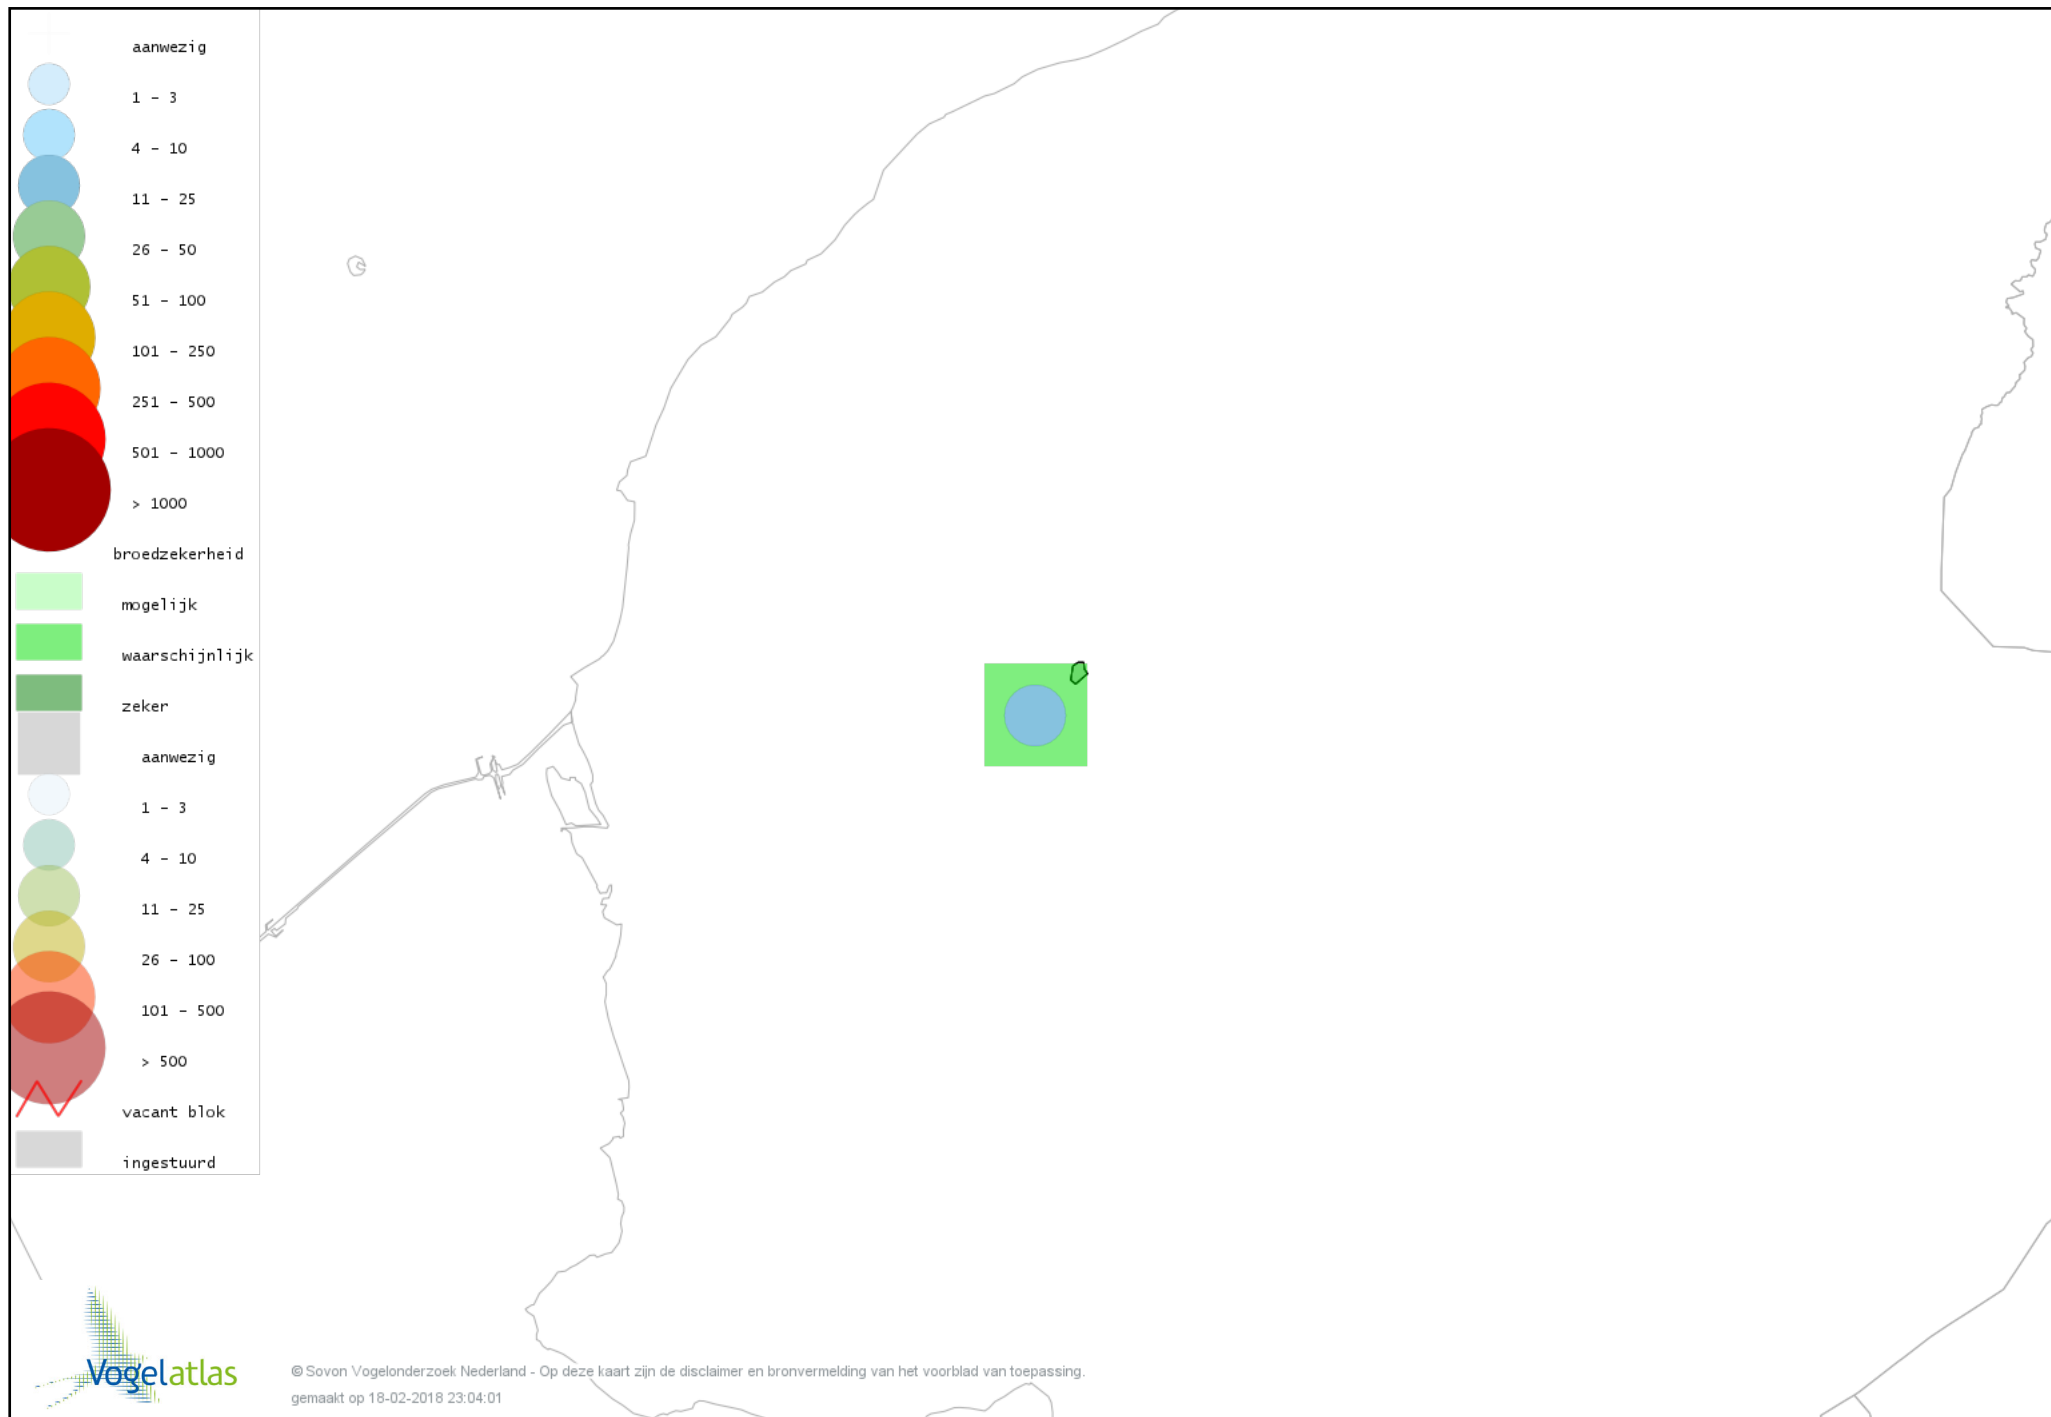 aanwezig
1 - 3
4 - 10
11 - 25
26 - 50
51 - 100
101 - 250
251 - 500
501 - 1000
> 1000
broedzekerheid
mogelijk
waarschijnlijk
zeker
aanwezig
1 - 3
4 - 10
11 - 25
26 - 100
101 - 500
> 500
vacant blok
ingestuurd
Vogelatlas
© Sovon Vogelonderzoek Nederland - Op deze kaart zijn de disclaimer en bronvermelding van het voorblad van toepassing.
gemaakt op 18-02-2018 23:04:01